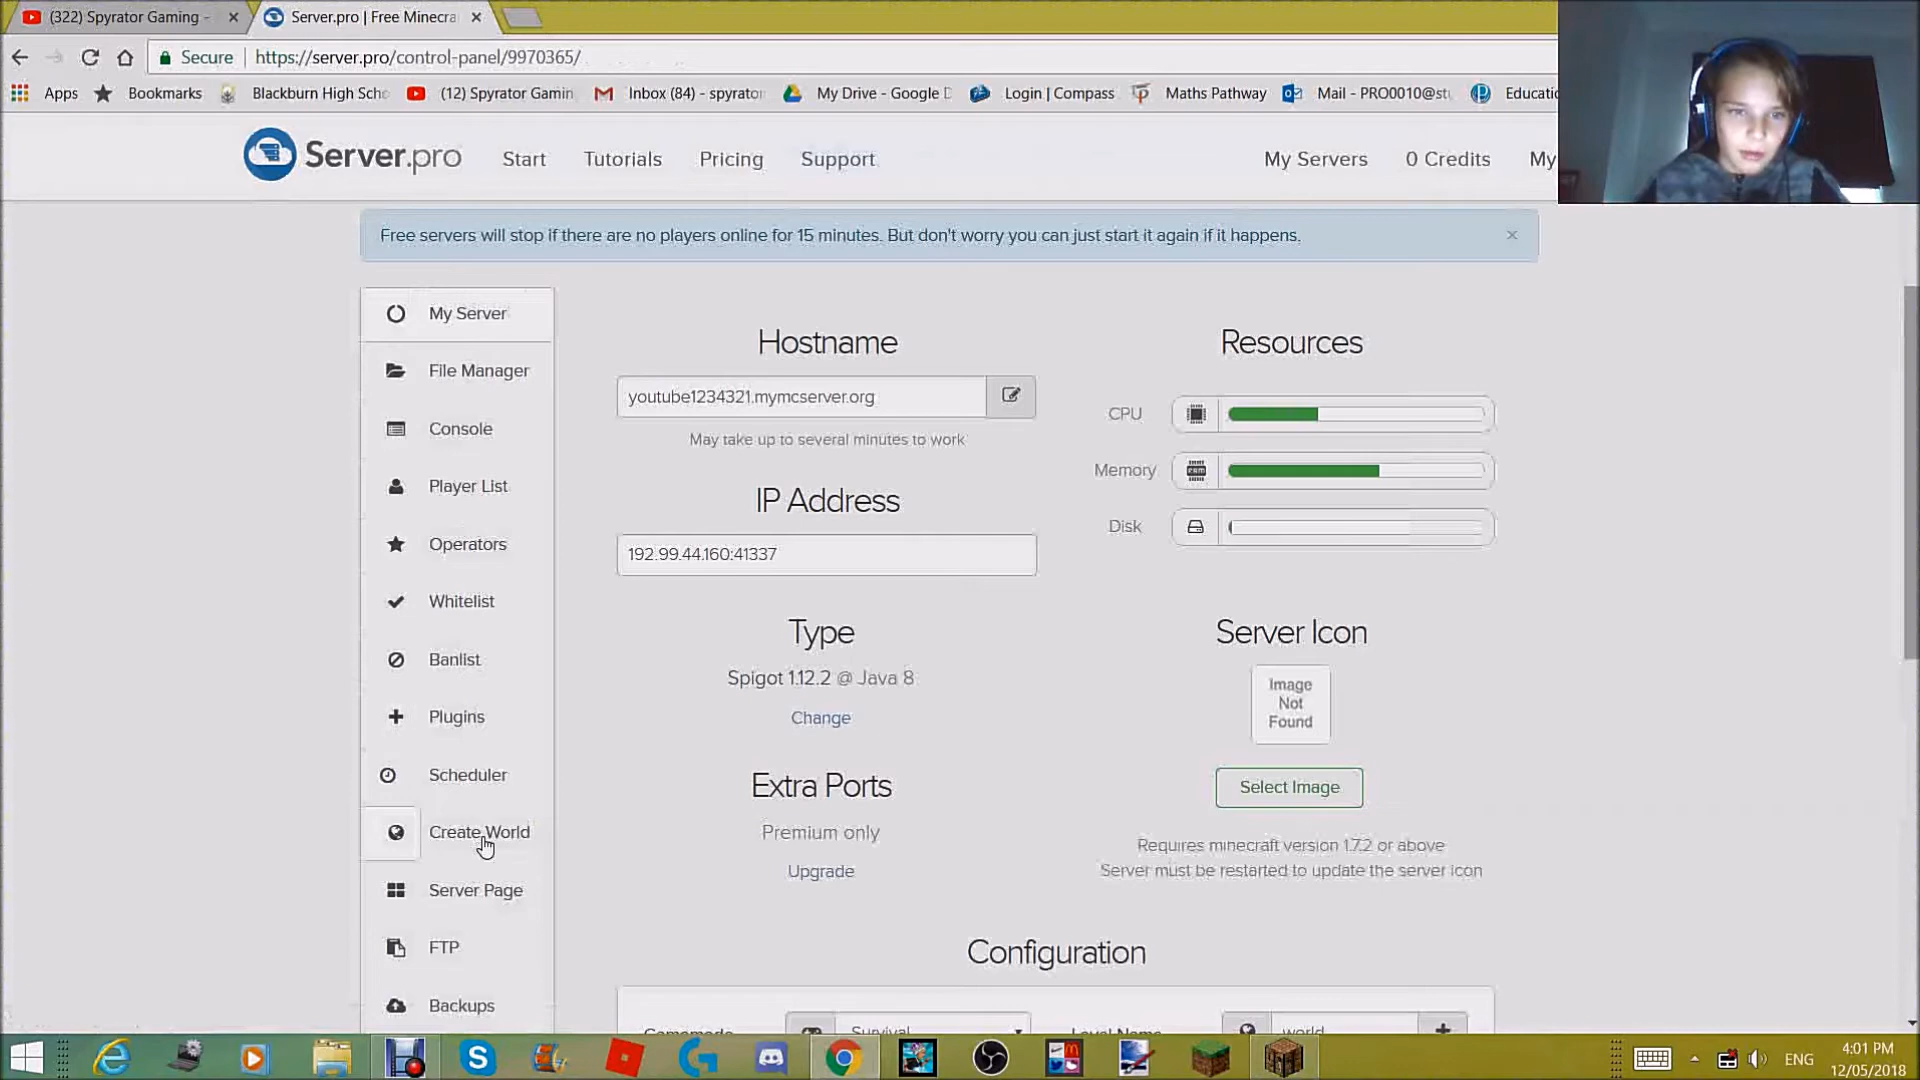 (322) Spyrator Gaming -
Server.pro | Free Minecra
Secure
https://server.pro/control-panel/9970365/
Apps
Bookmarks
Blackburn High Scho
(12) Spyrator Gamin
Inbox (84) - spyrator
My Drive - Google D
Login | Compass
Maths Pathway
Mail - PRO0010@stu
Educatio
Server.pro
Start
Tutorials
Pricing
Support
My Servers
0 Credits
My
Free servers will stop if there are no players online for 15 minutes. But don't worry you can just start it again if it happens.
My Server
File Manager
Console
Player List
Operators
Whitelist
Banlist
Plugins
Scheduler
Create World
Server Page
FTP
Backups
Hostname
youtube1234321.mymcserver.org
May take up to several minutes to work
IP Address
192.99.44.160:41337
Type
Spigot 1.12.2 @ Java 8
Change
Extra Ports
Premium only
Upgrade
Resources
CPU
Memory
Disk
Server Icon
Image
Not
Found
Select Image
Requires minecraft version 1.7.2 or above
Server must be restarted to update the server icon
Configuration
Gamemode
Survival
Level Name
world
ENG
4:01 PM
12/05/2018